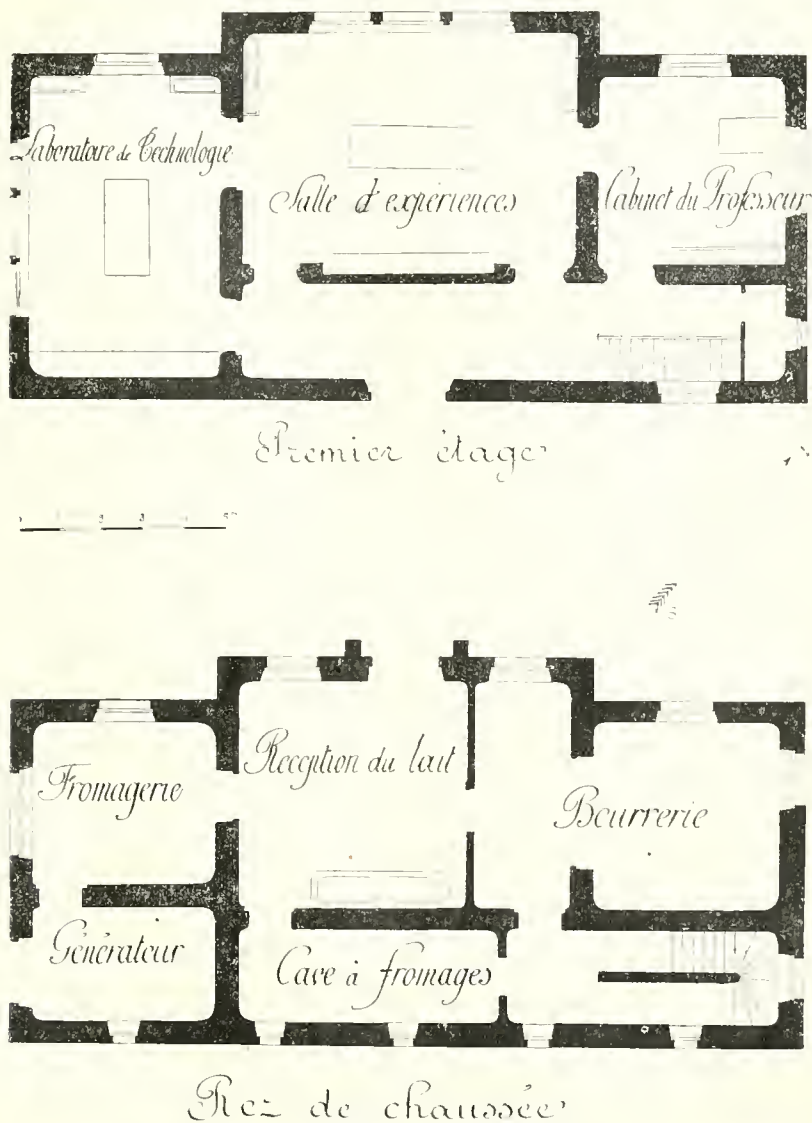 Laboratoire de Technologie
Salle d'expériences
Cabinet du Professeur
Premier étage
Fromagerie
Réception du lait
Beurrerie
Générateur
Cave à fromages
Rez de chaussée